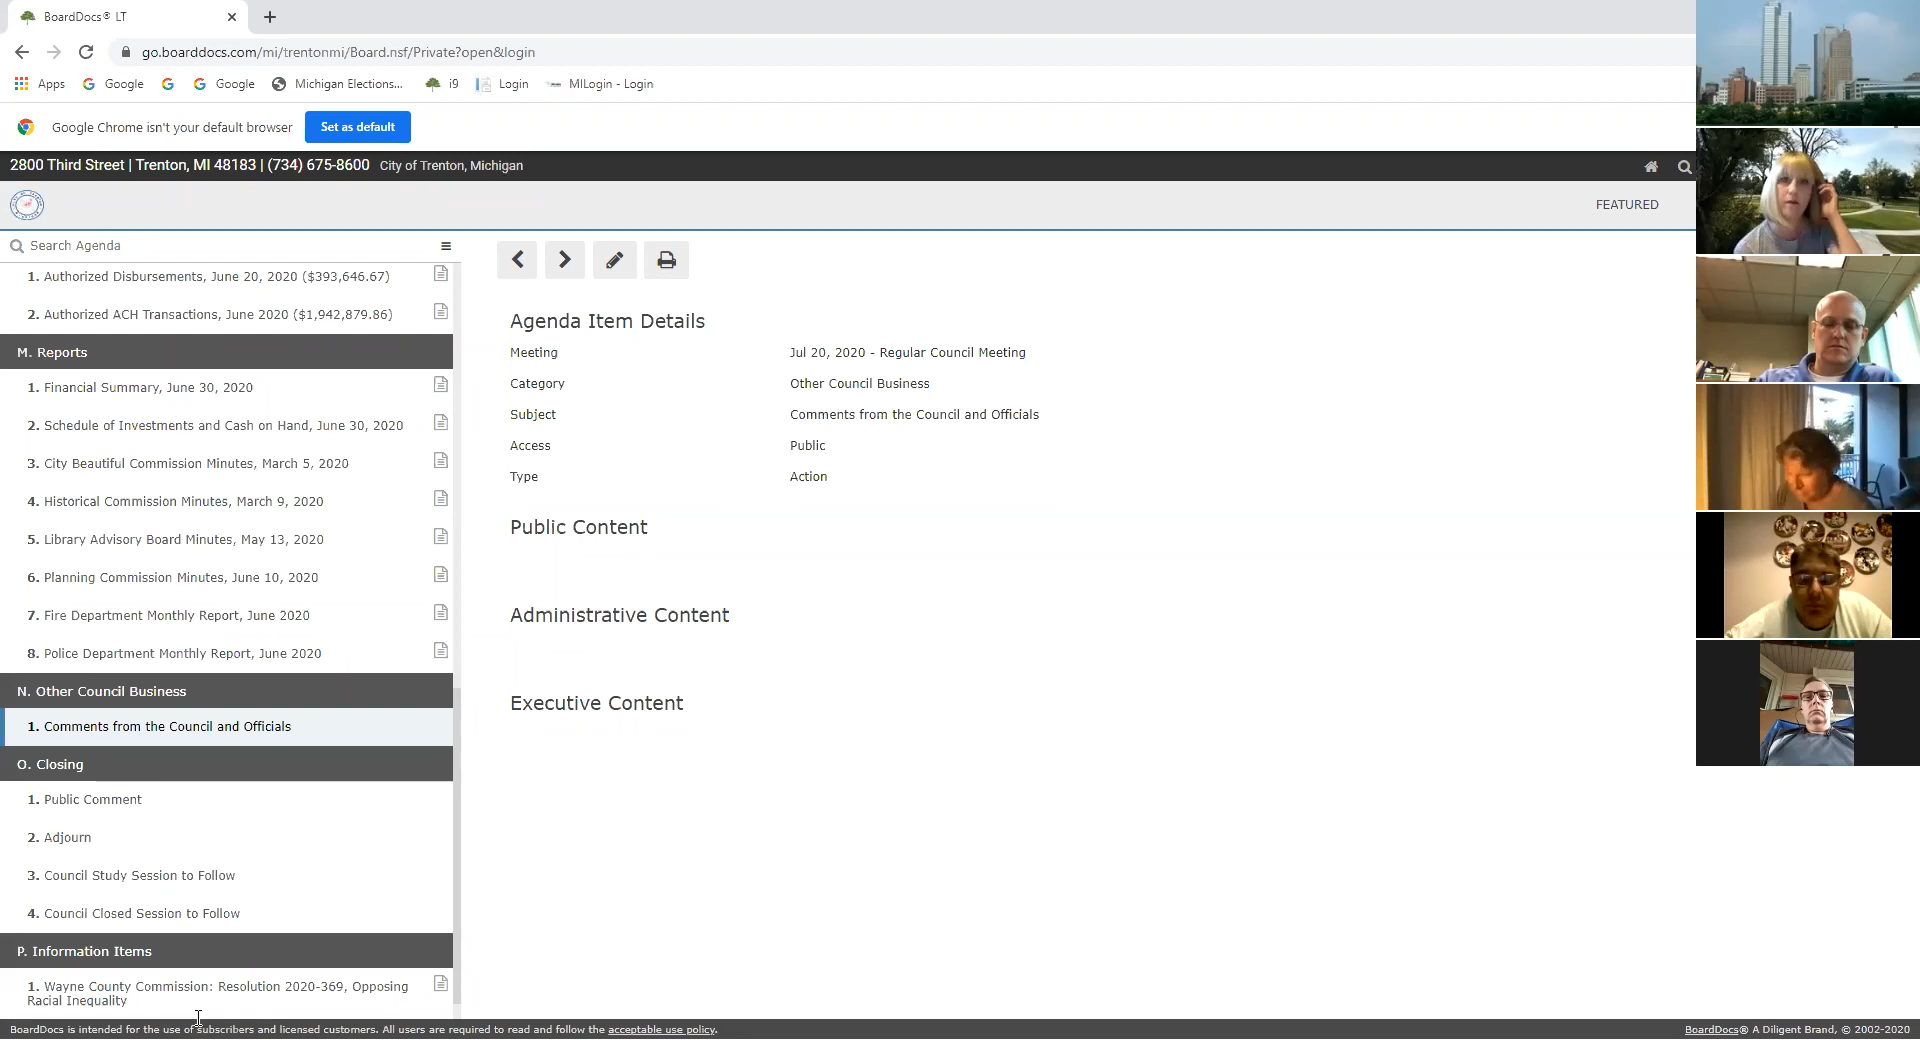 BoardDocs® LT
go.boarddocs.com/mi/trentonmi/Board.nsf/Private?open&login
Apps
Google
Google
Michigan Elections...
i9
Login
MILogin - Login
Google Chrome isn't your default browser
Set as default
2800 Third Street | Trenton, MI 48183 | (734) 675-8600 City of Trenton, Michigan
FEATURED
Search Agenda
1. Authorized Disbursements, June 20, 2020 ($393,646.67)
2. Authorized ACH Transactions, June 2020 ($1,942,879.86)
M. Reports
1. Financial Summary, June 30, 2020
2. Schedule of Investments and Cash on Hand, June 30, 2020
3. City Beautiful Commission Minutes, March 5, 2020
4. Historical Commission Minutes, March 9, 2020
5. Library Advisory Board Minutes, May 13, 2020
6. Planning Commission Minutes, June 10, 2020
7. Fire Department Monthly Report, June 2020
8. Police Department Monthly Report, June 2020
N. Other Council Business
1. Comments from the Council and Officials
O. Closing
1. Public Comment
2. Adjourn
3. Council Study Session to Follow
4. Council Closed Session to Follow
P. Information Items
1. Wayne County Commission: Resolution 2020-369, Opposing
Racial Inequality
Agenda Item Details
Meeting Jul 20, 2020 - Regular Council Meeting
Category Other Council Business
Subject Comments from the Council and Officials
Access Public
Type Action
Public Content
Administrative Content
Executive Content
BoardDocs is intended for the use of subscribers and licensed customers. All users are required to read and follow the acceptable use policy.
BoardDocs® A Diligent Brand, © 2002-2020